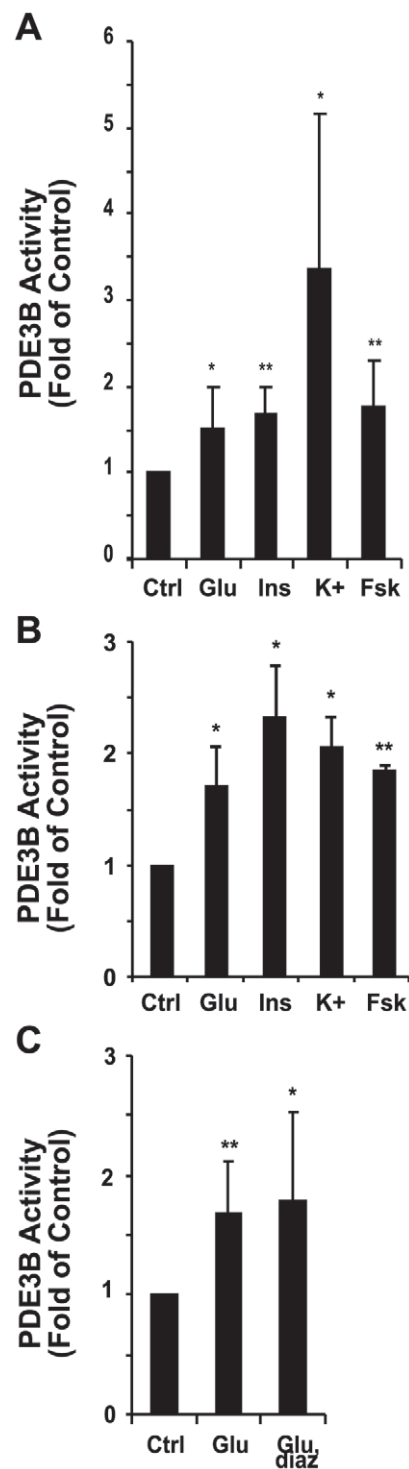 A
PDE3B Activity
(Fold of Control)
6
5
4
3
2
1
0
*
**
*
**
Ctrl Glu Ins K+ Fsk
B
PDE3B Activity
(Fold of Control)
3
2
1
0
*
*
*
**
Ctrl Glu Ins K+ Fsk
C
PDE3B Activity
(Fold of Control)
3
2
1
0
**
*
Ctrl Glu Glu,
diaz